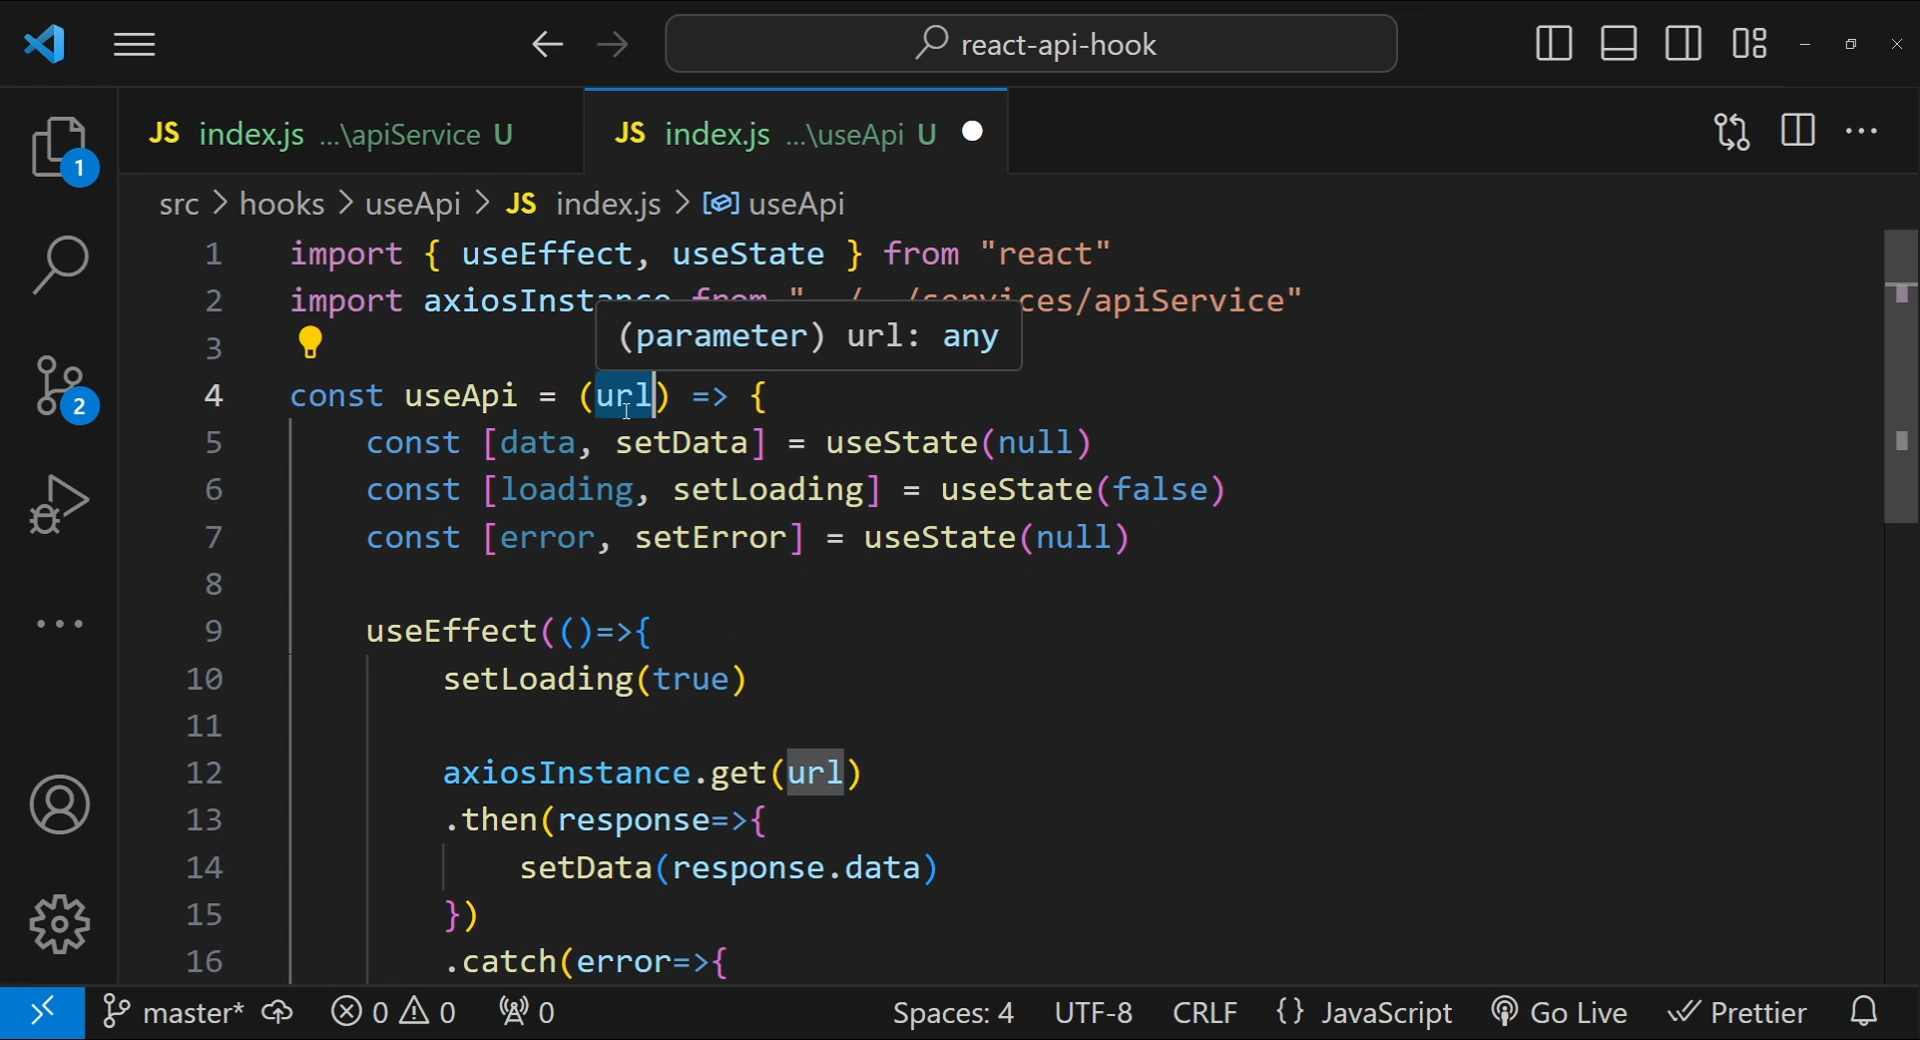 react-api-hook
JS index.js ...\apiService U
JS index.js ...\useApi U
1
src > hooks > useApi > JS index.js > useApi
1 import { useEffect, useState } from "react"
2 import axiosInstance from "../../services/apiService"
(parameter) url: any
3
4 const useApi = (url) => {
5 const [data, setData] = useState(null)
6 const [loading, setLoading] = useState(false)
2
7 const [error, setError] = useState(null)
8
9 useEffect(()=>{
10 setLoading(true)
11
12 axiosInstance.get(url)
13 .then(response=>{
14 setData(response.data)
15 })
16 .catch(error=>{
master* 0 0 0 Spaces: 4 UTF-8 CRLF {} JavaScript Go Live Prettier